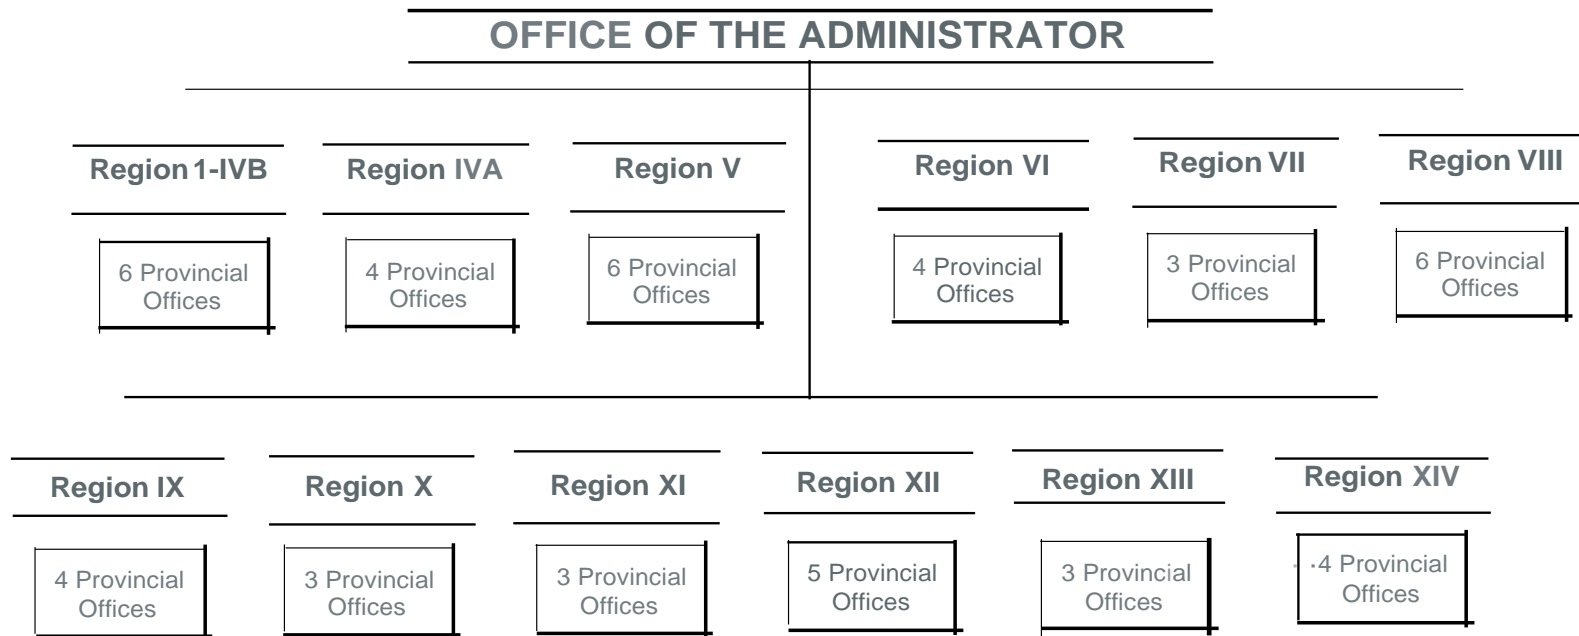 OFFICE OF THE ADMINISTRATOR
Region 1-IVB
Region IVA
Region V
Region VI
Region VII
Region VIII
6 Provincial
Offices
4 Provincial
Offices
6 Provincial
Offices
4 Provincial
Offices
3 Provincial
Offices
6 Provincial
Offices
Region IX
Region X
Region XI
Region XII
Region XIII
Region XIV
4 Provincial
Offices
3 Provincial
Offices
3 Provincial
Offices
5 Provincial
Offices
3 Provincial
Offices
4 Provincial
Offices